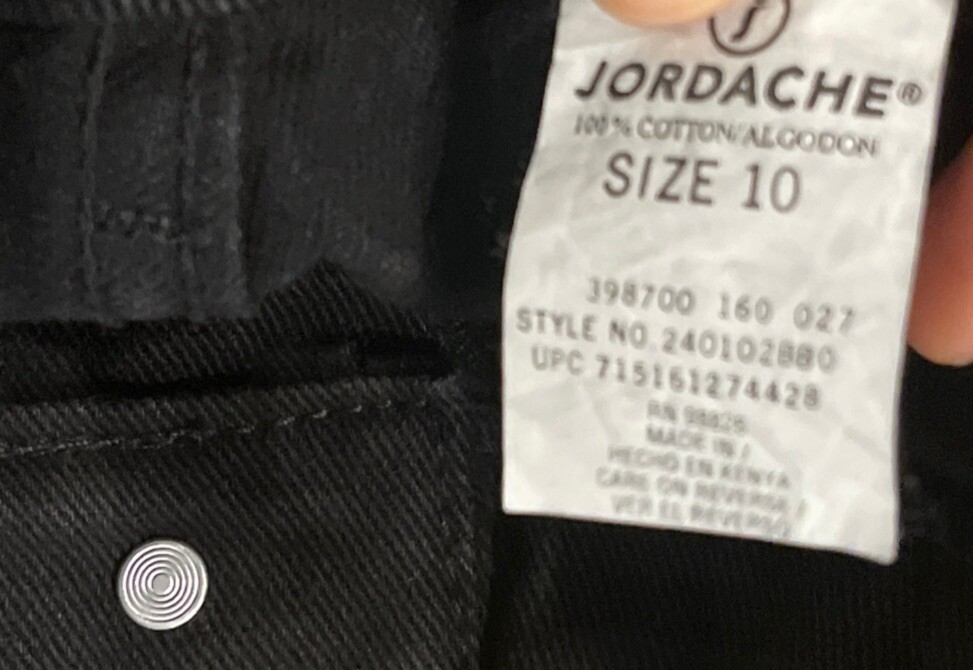 J
JORDACHE®
100% COTTON/ALGODON
SIZE 10
398700 160 027
STYLE NO. 240102880
UPC 715161274428
RN
MADE IN /
HECHO EN KENYA
CARE ON REVERSE /
VER EL REVERSO